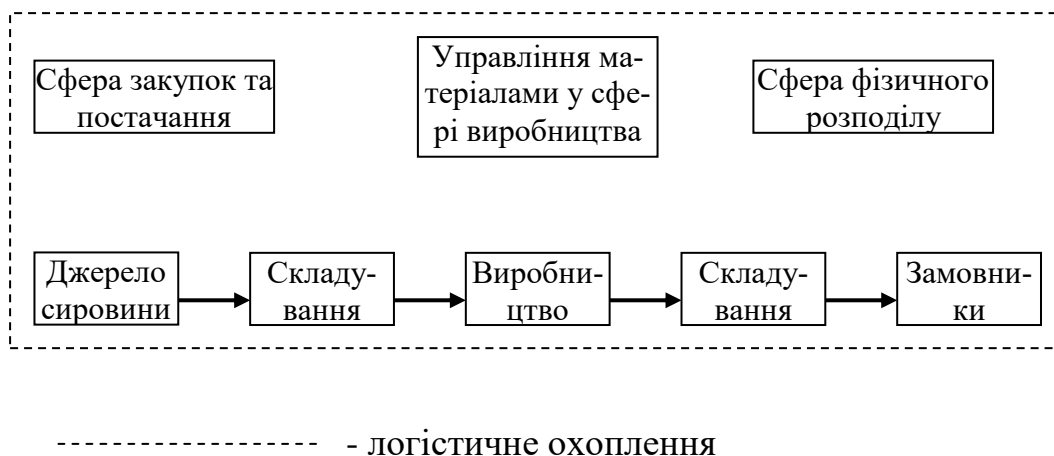 Сфера закупок та
постачання
Управління ма-
теріалами у сфе-
рі виробництва
Сфера фізичного
розподілу
Джерело
сировини
Складу-
вання
Виробни-
цтво
Складу-
вання
Замовни-
ки
- логістичне охоплення